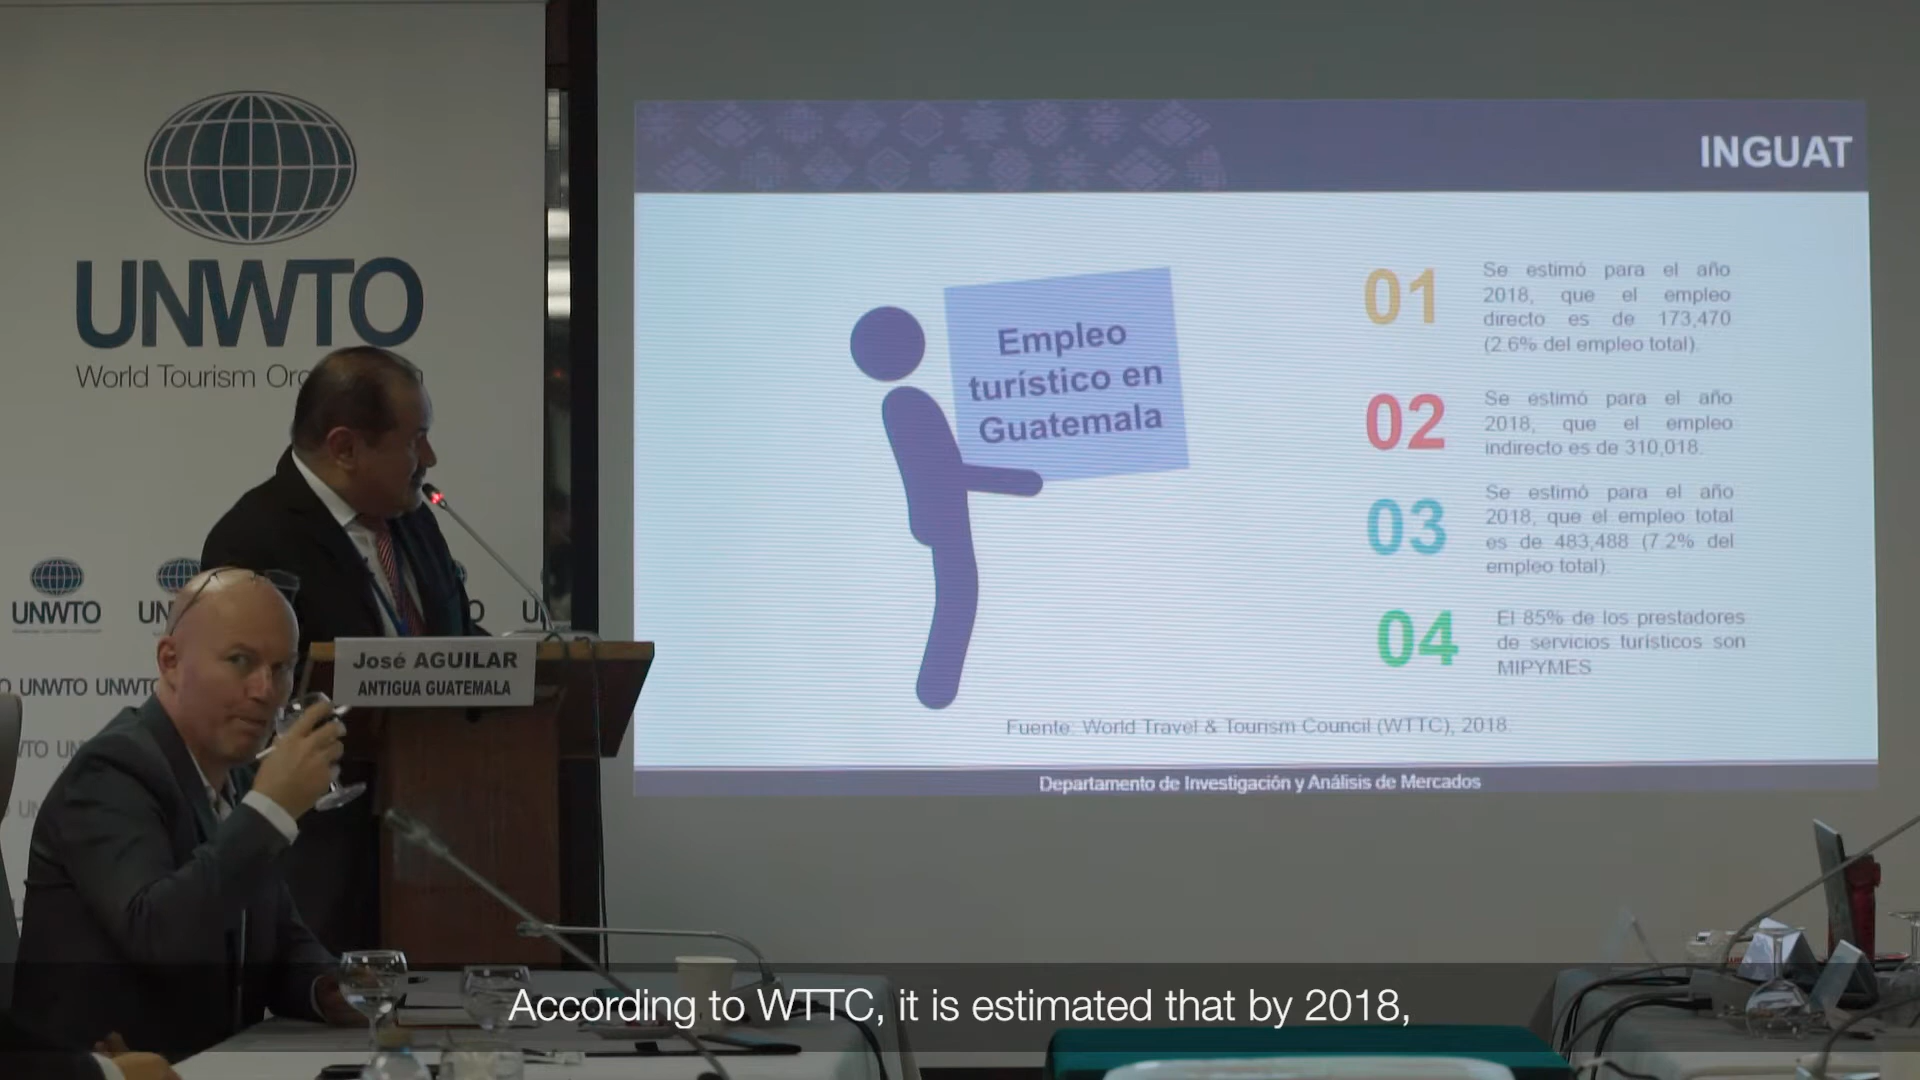 UNWTO
World Tourism Org
UNWTO
UN
O
U
O UNWTO UNWTO
José AGUILAR
ANTIGUA GUATEMALA
INGUAT
Empleo
turístico en
Guatemala
01
Se estimó para el año
2018, que el empleo
directo es de 173,470
(2.6% del empleo total).
02
Se estimó para el año
2018, que el empleo
indirecto es de 310,018.
03
Se estimó para el año
2018, que el empleo total
es de 483,488 (7.2% del
empleo total).
04
El 85% de los prestadores
de servicios turísticos son
MIPYMES
Fuente: World Travel & Tourism Council (WTTC), 2018.
Departamento de Investigación y Análisis de Mercados
According to WTTC, it is estimated that by 2018,